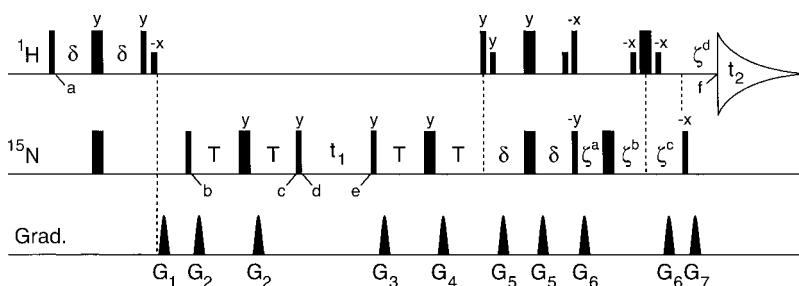 y y y y -x
¹H δ δ -x y -x -x ζᵈ t₂
a f
y y y y -y -x
¹⁵N T T t₁ T T δ δ ζᵃ ζᵇ ζᶜ
b c d e
Grad.
G₁ G₂ G₂ G₃ G₄ G₅ G₅ G₆ G₆ G₇